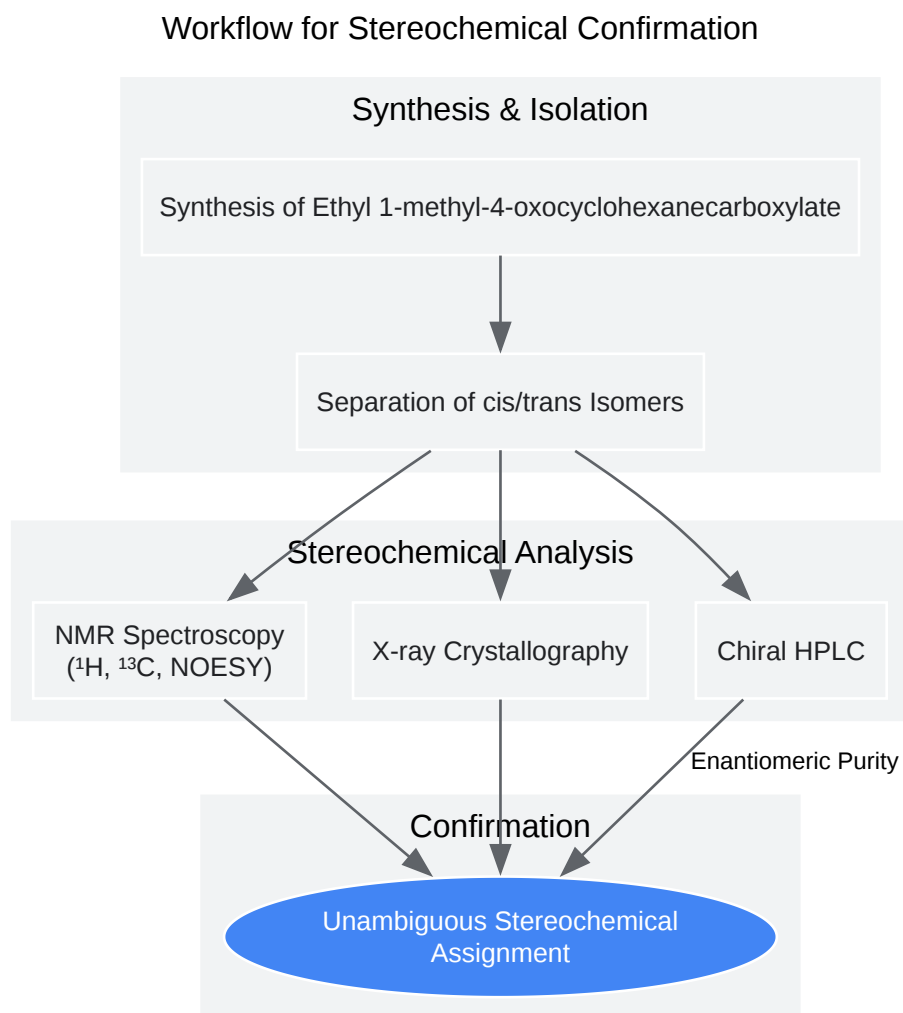 Workflow for Stereochemical Confirmation
Synthesis & Isolation
Synthesis of Ethyl 1-methyl-4-oxocyclohexanecarboxylate
Separation of cis/trans Isomers
Stereochemical Analysis
NMR Spectroscopy
(¹H, ¹³C, NOESY)
X-ray Crystallography
Chiral HPLC
Enantiomeric Purity
Confirmation
Unambiguous Stereochemical
Assignment